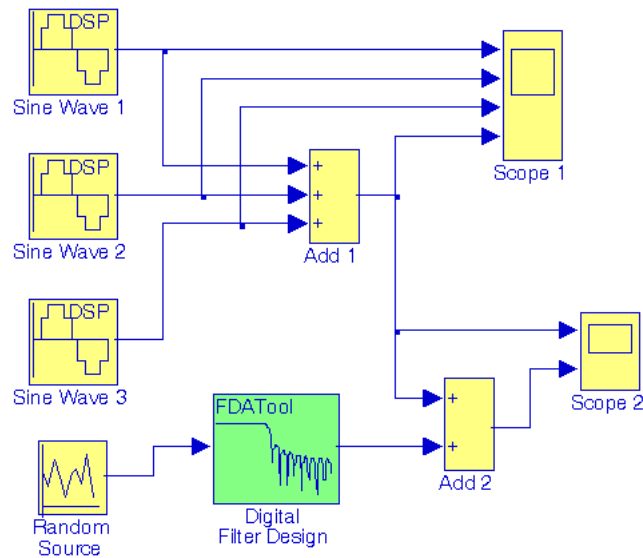 DSP
Sine Wave 1
DSP
Sine Wave 2
DSP
Sine Wave 3
+
+
+
Add 1
Scope 1
Scope 2
+
+
Add 2
FDATool
Digital
Filter Design
Random
Source